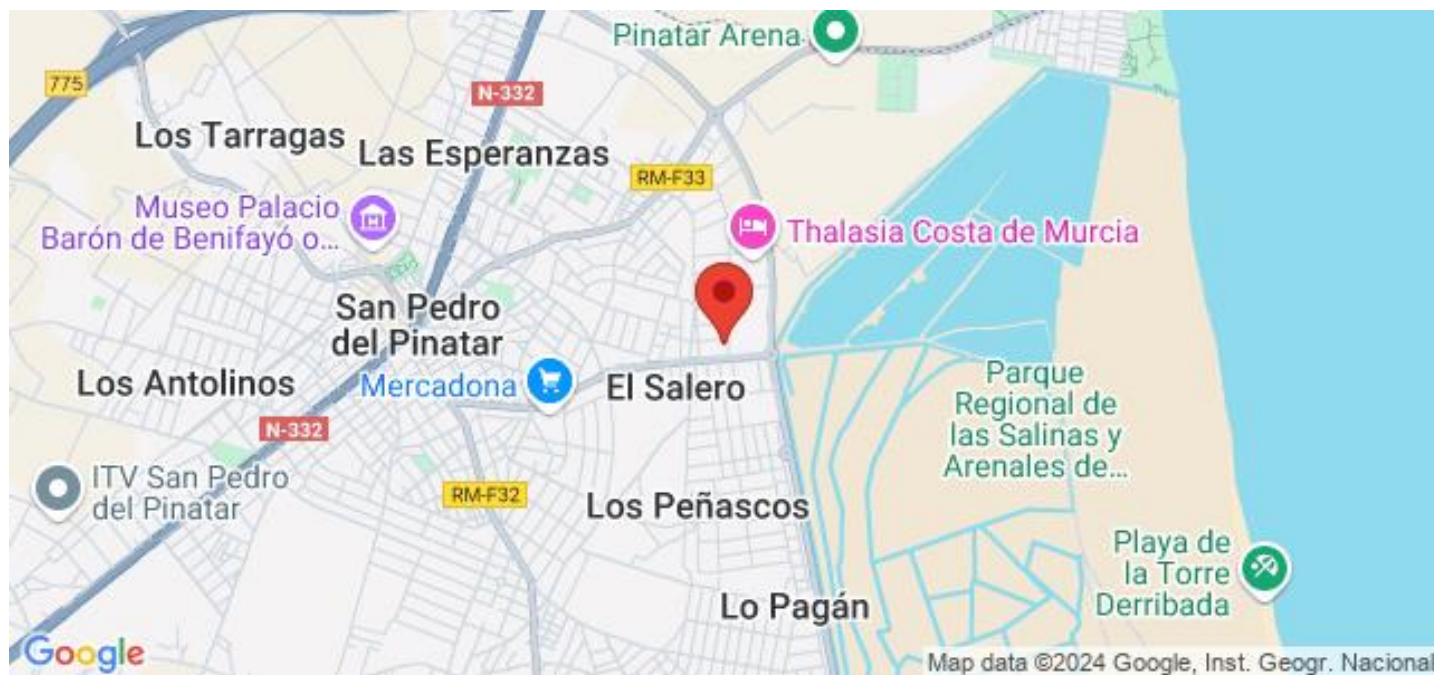 Pinatar Arena
775
N-332
Los Tarragas
Las Esperanzas
RM-F33
Museo Palacio
Barón de Benifayó o...
Thalasia Costa de Murcia
San Pedro
del Pinatar
Los Antolinos
Mercadona
El Salero
Parque
Regional de
las Salinas y
Arenales de...
N-332
ITV San Pedro
del Pinatar
RM-F32
Los Peñascos
Playa de
la Torre
Derribada
Lo Pagán
Google
Map data ©2024 Google, Inst. Geogr. Nacional